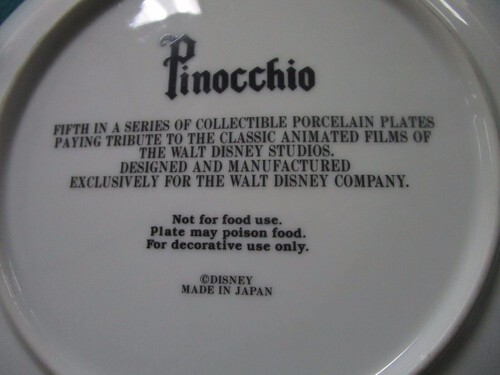 Pinocchio
FIFTH IN A SERIES OF COLLECTIBLE PORCELAIN PLATES
PAYING TRIBUTE TO THE CLASSIC ANIMATED FILMS OF
THE WALT DISNEY STUDIOS.
DESIGNED AND MANUFACTURED
EXCLUSIVELY FOR THE WALT DISNEY COMPANY.
Not for food use.
Plate may poison food.
For decorative use only.
©DISNEY
MADE IN JAPAN